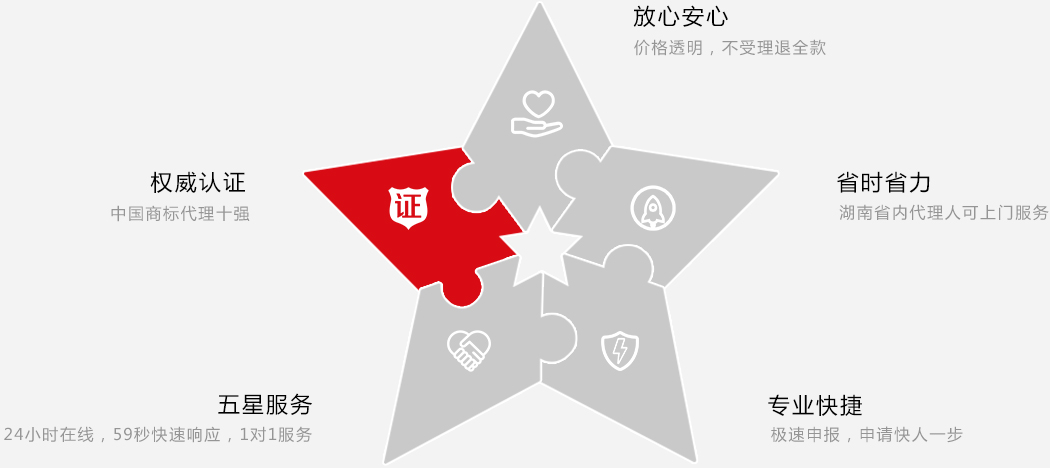 放心安心
价格透明，不受理退全款
权威认证
中国商标代理十强
证
省时省力
湖南省内代理人可上门服务
五星服务
24小时在线，59秒快速响应，1对1服务
专业快捷
极速申报，申请快人一步